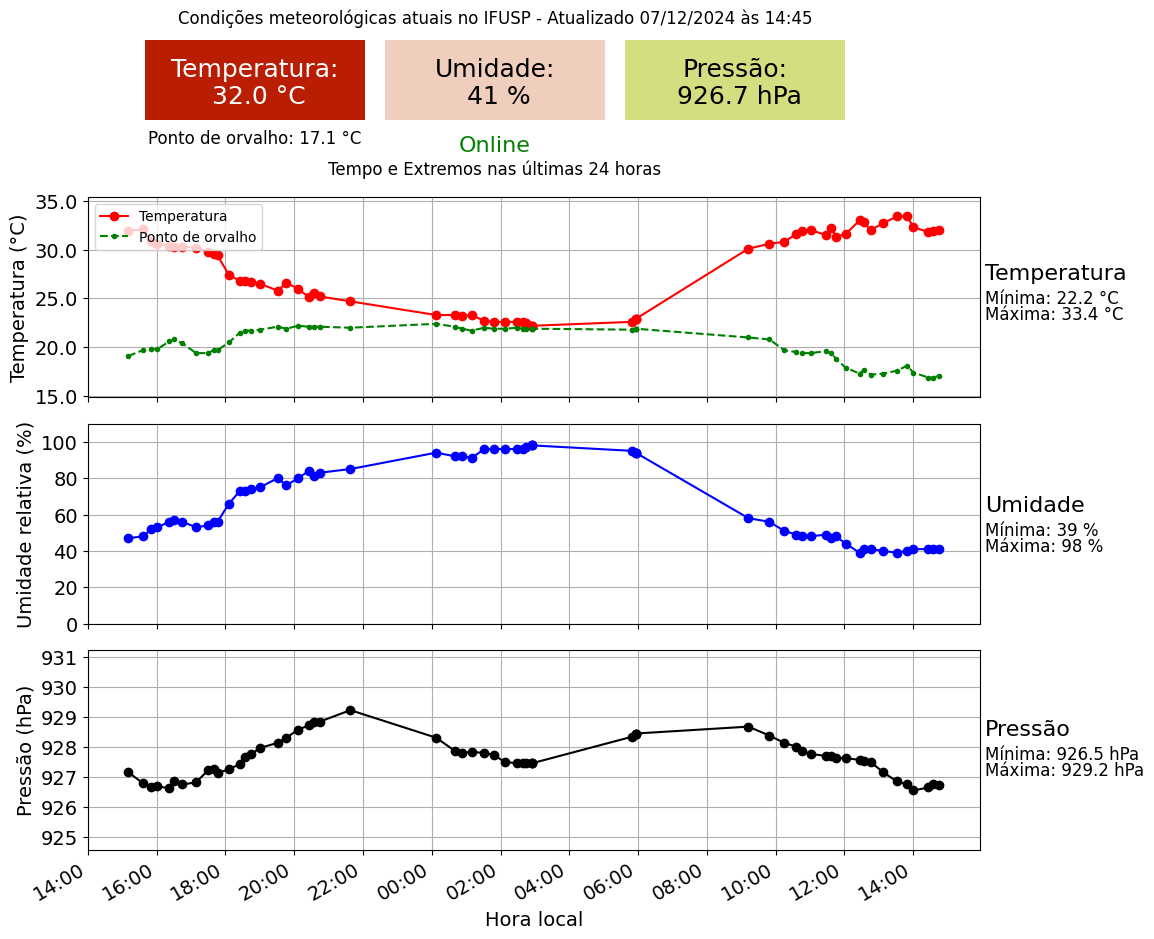 Condições meteorológicas atuais no IFUSP - Atualizado 07/12/2024 às 14:45
Temperatura:
32.0 °C
Umidade:
41 %
Pressão:
926.7 hPa
Ponto de orvalho: 17.1 °C
Online
Tempo e Extremos nas últimas 24 horas
Temperatura (°C)
35.0
30.0
25.0
20.0
15.0
Temperatura
Ponto de orvalho
Temperatura
Mínima: 22.2 °C
Máxima: 33.4 °C
Umidade relativa (%)
100
80
60
40
20
0
Umidade
Mínima: 39 %
Máxima: 98 %
Pressão (hPa)
931
930
929
928
927
926
925
Pressão
Mínima: 926.5 hPa
Máxima: 929.2 hPa
14:00 16:00 18:00 20:00 22:00 00:00 02:00 04:00 06:00 08:00 10:00 12:00 14:00
Hora local